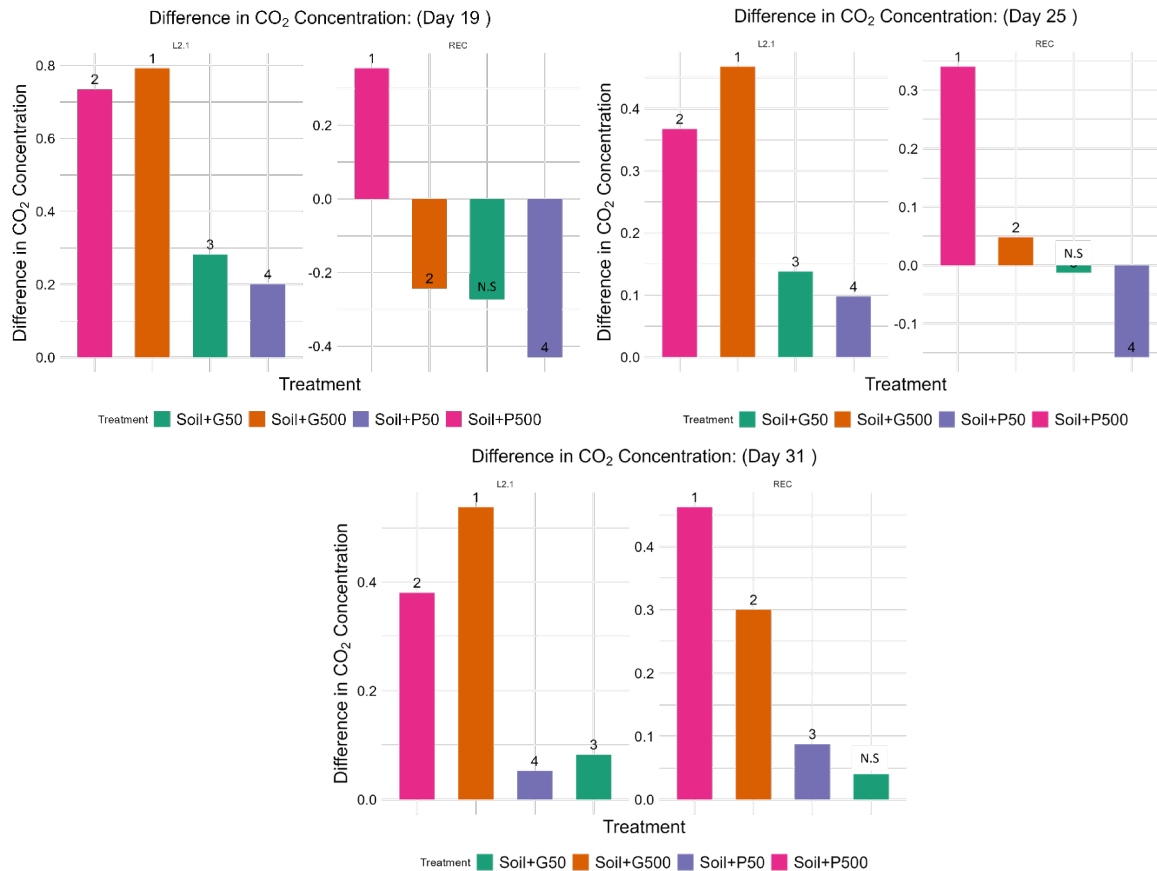 Difference in CO₂ Concentration: (Day 19 )
L2.1
REC
Difference in CO₂ Concentration
0.8
0.6
0.4
0.2
0.0
2
1
3
4
0.2
0.0
-0.2
-0.4
1
2
N.S
4
Treatment
Treatment Soil+G50 Soil+G500 Soil+P50 Soil+P500
Difference in CO₂ Concentration: (Day 25 )
L2.1
REC
Difference in CO₂ Concentration
0.4
0.3
0.2
0.1
0.0
2
1
3
4
0.3
0.2
0.1
0.0
-0.1
1
2
N.S
4
Treatment
Treatment Soil+G50 Soil+G500 Soil+P50 Soil+P500
Difference in CO₂ Concentration: (Day 31 )
L2.1
REC
Difference in CO₂ Concentration
0.4
0.2
0.0
2
1
4
3
0.4
0.3
0.2
0.1
0.0
1
2
3
N.S
Treatment
Treatment Soil+G50 Soil+G500 Soil+P50 Soil+P500